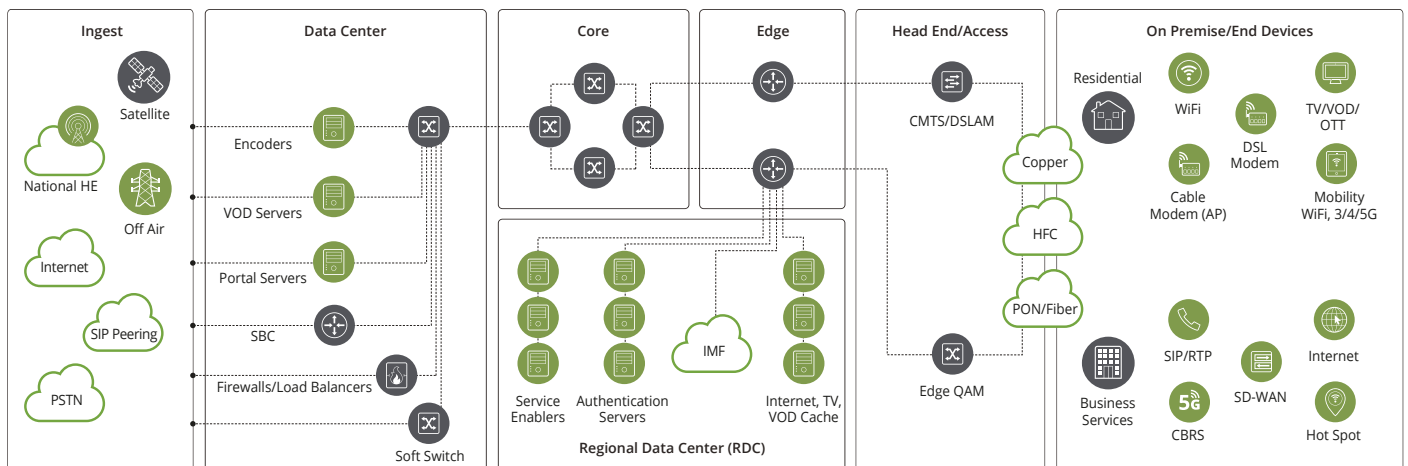 Ingest
Satellite
National HE
Off Air
Internet
SIP Peering
PSTN
Data Center
Encoders
VOD Servers
Portal Servers
SBC
Firewalls/Load Balancers
Soft Switch
Core
Edge
Service
Enablers
Authentication
Servers
IMF
Internet, TV,
VOD Cache
Regional Data Center (RDC)
Head End/Access
CMTS/DSLAM
Copper
HFC
PON/Fiber
Edge QAM
On Premise/End Devices
Residential
WiFi
DSL
Modem
TV/VOD/
OTT
Cable
Modem (AP)
Mobility
WiFi, 3/4/5G
Business
Services
SIP/RTP
SD-WAN
Internet
5G
CBRS
Hot Spot